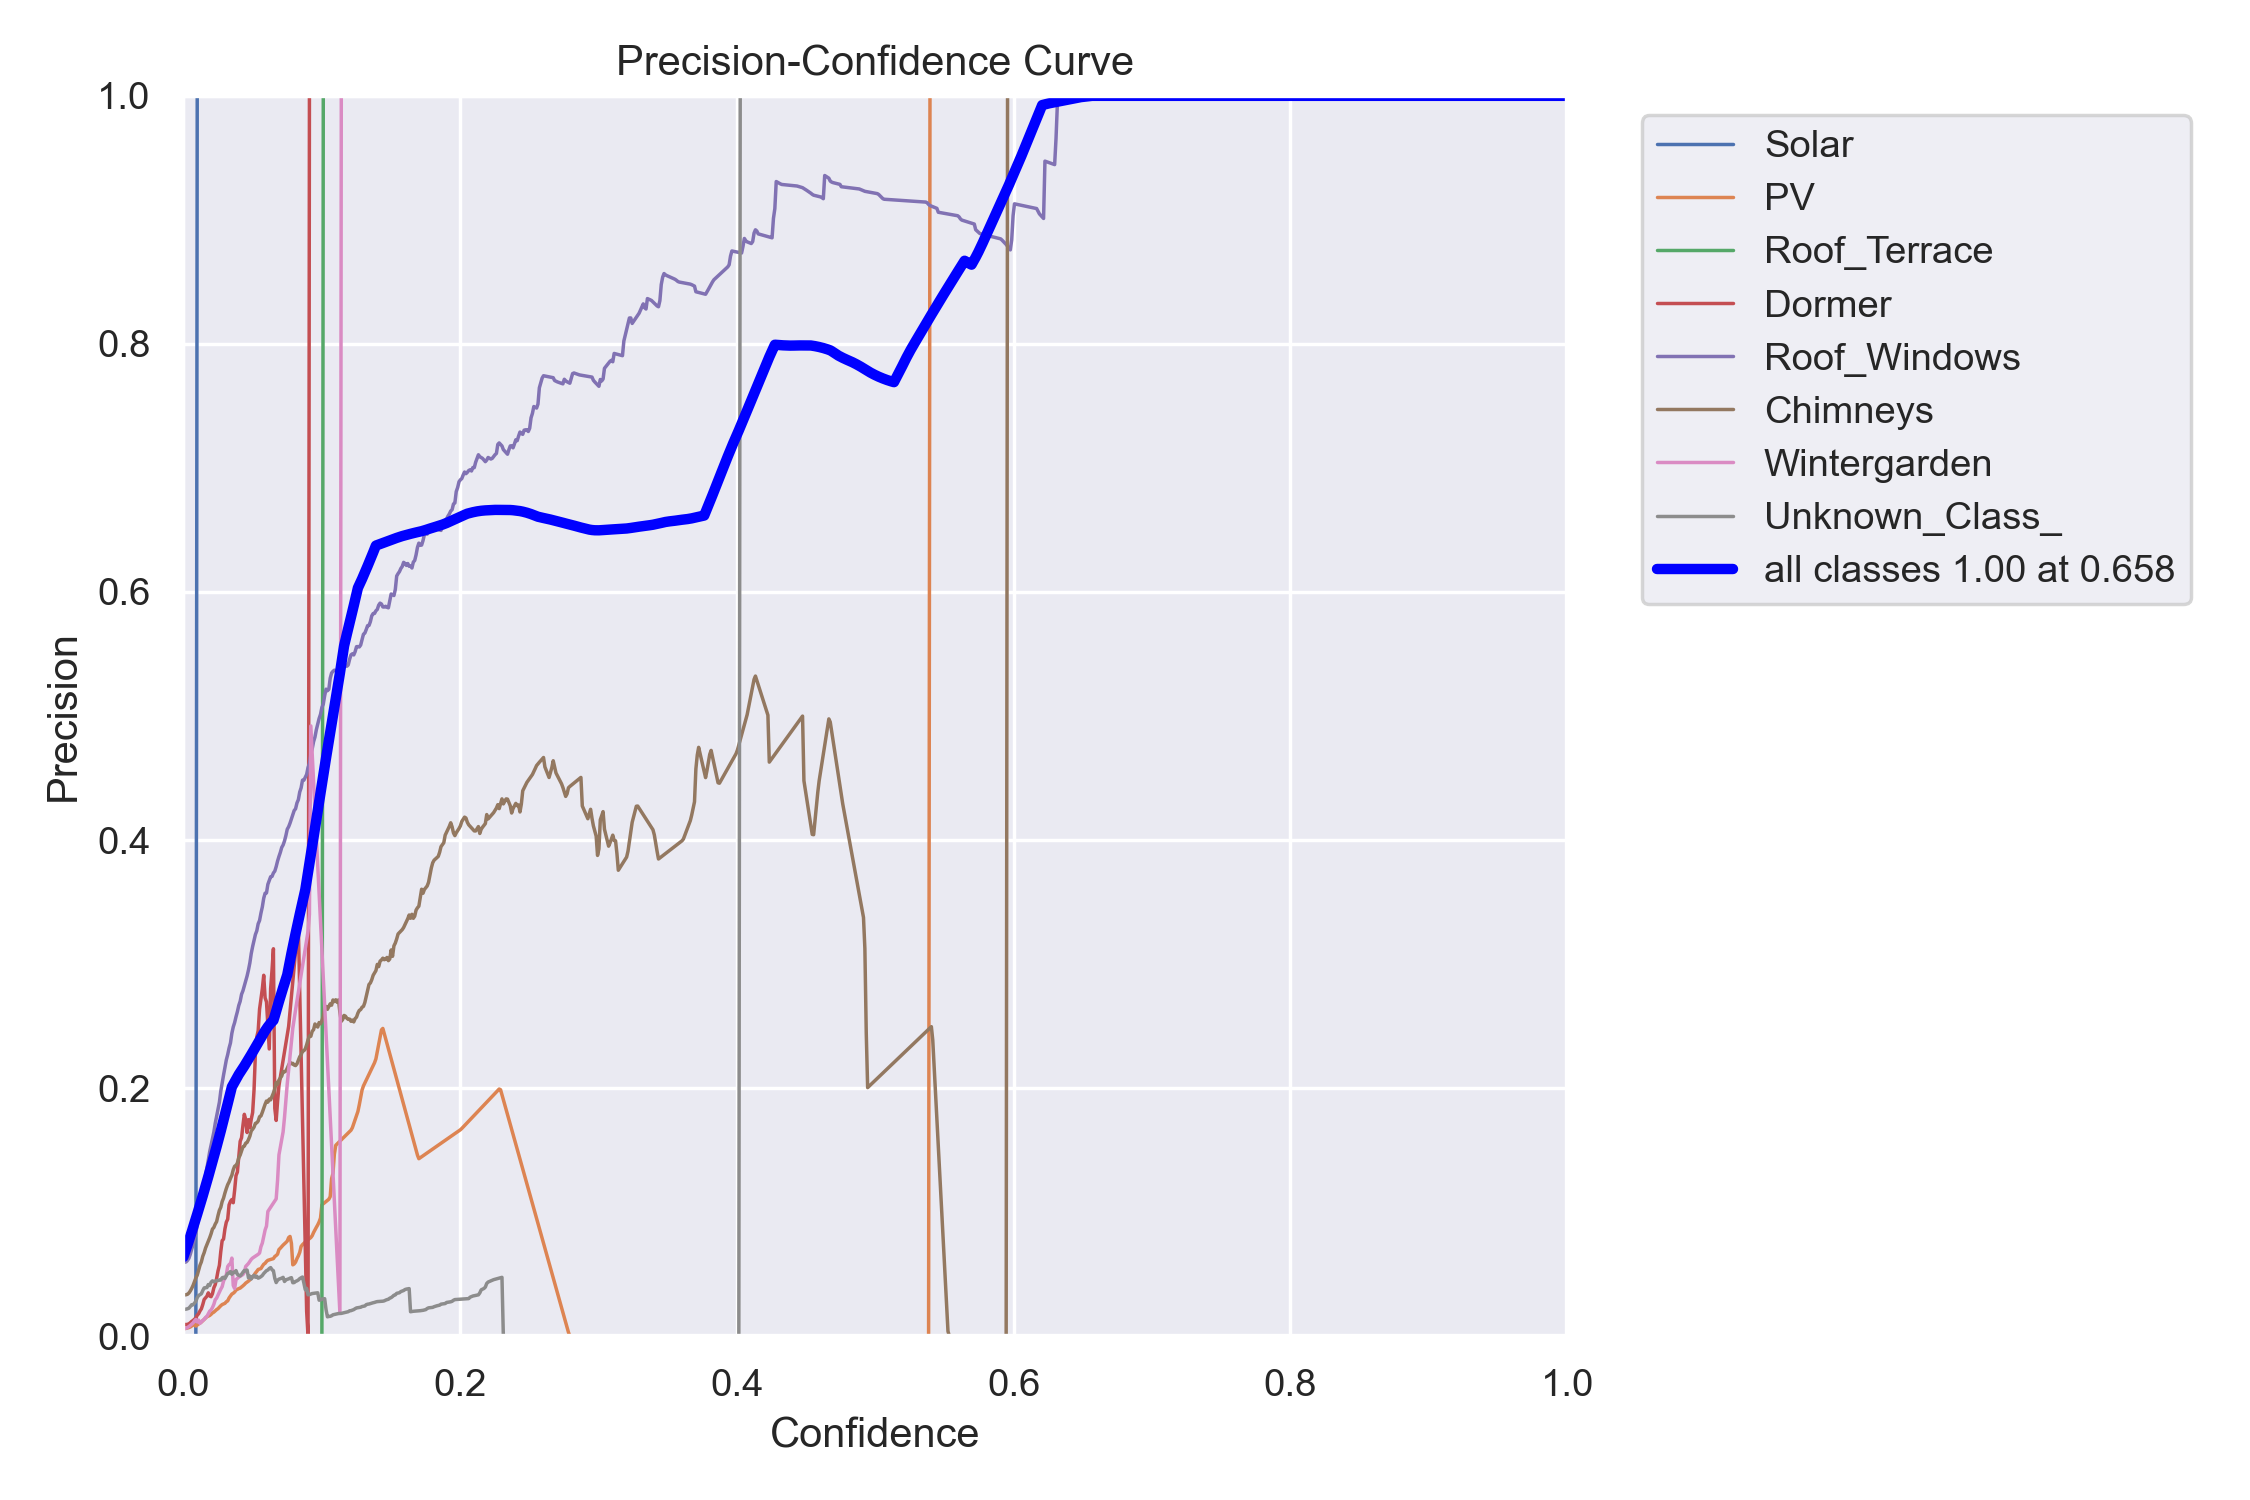 Precision-Confidence Curve
1.0
0.8
0.6
0.4
0.2
0.0
Precision
0.0 0.2 0.4 0.6 0.8 1.0
Confidence
Solar
PV
Roof_Terrace
Dormer
Roof_Windows
Chimneys
Wintergarden
Unknown_Class_
all classes 1.00 at 0.658